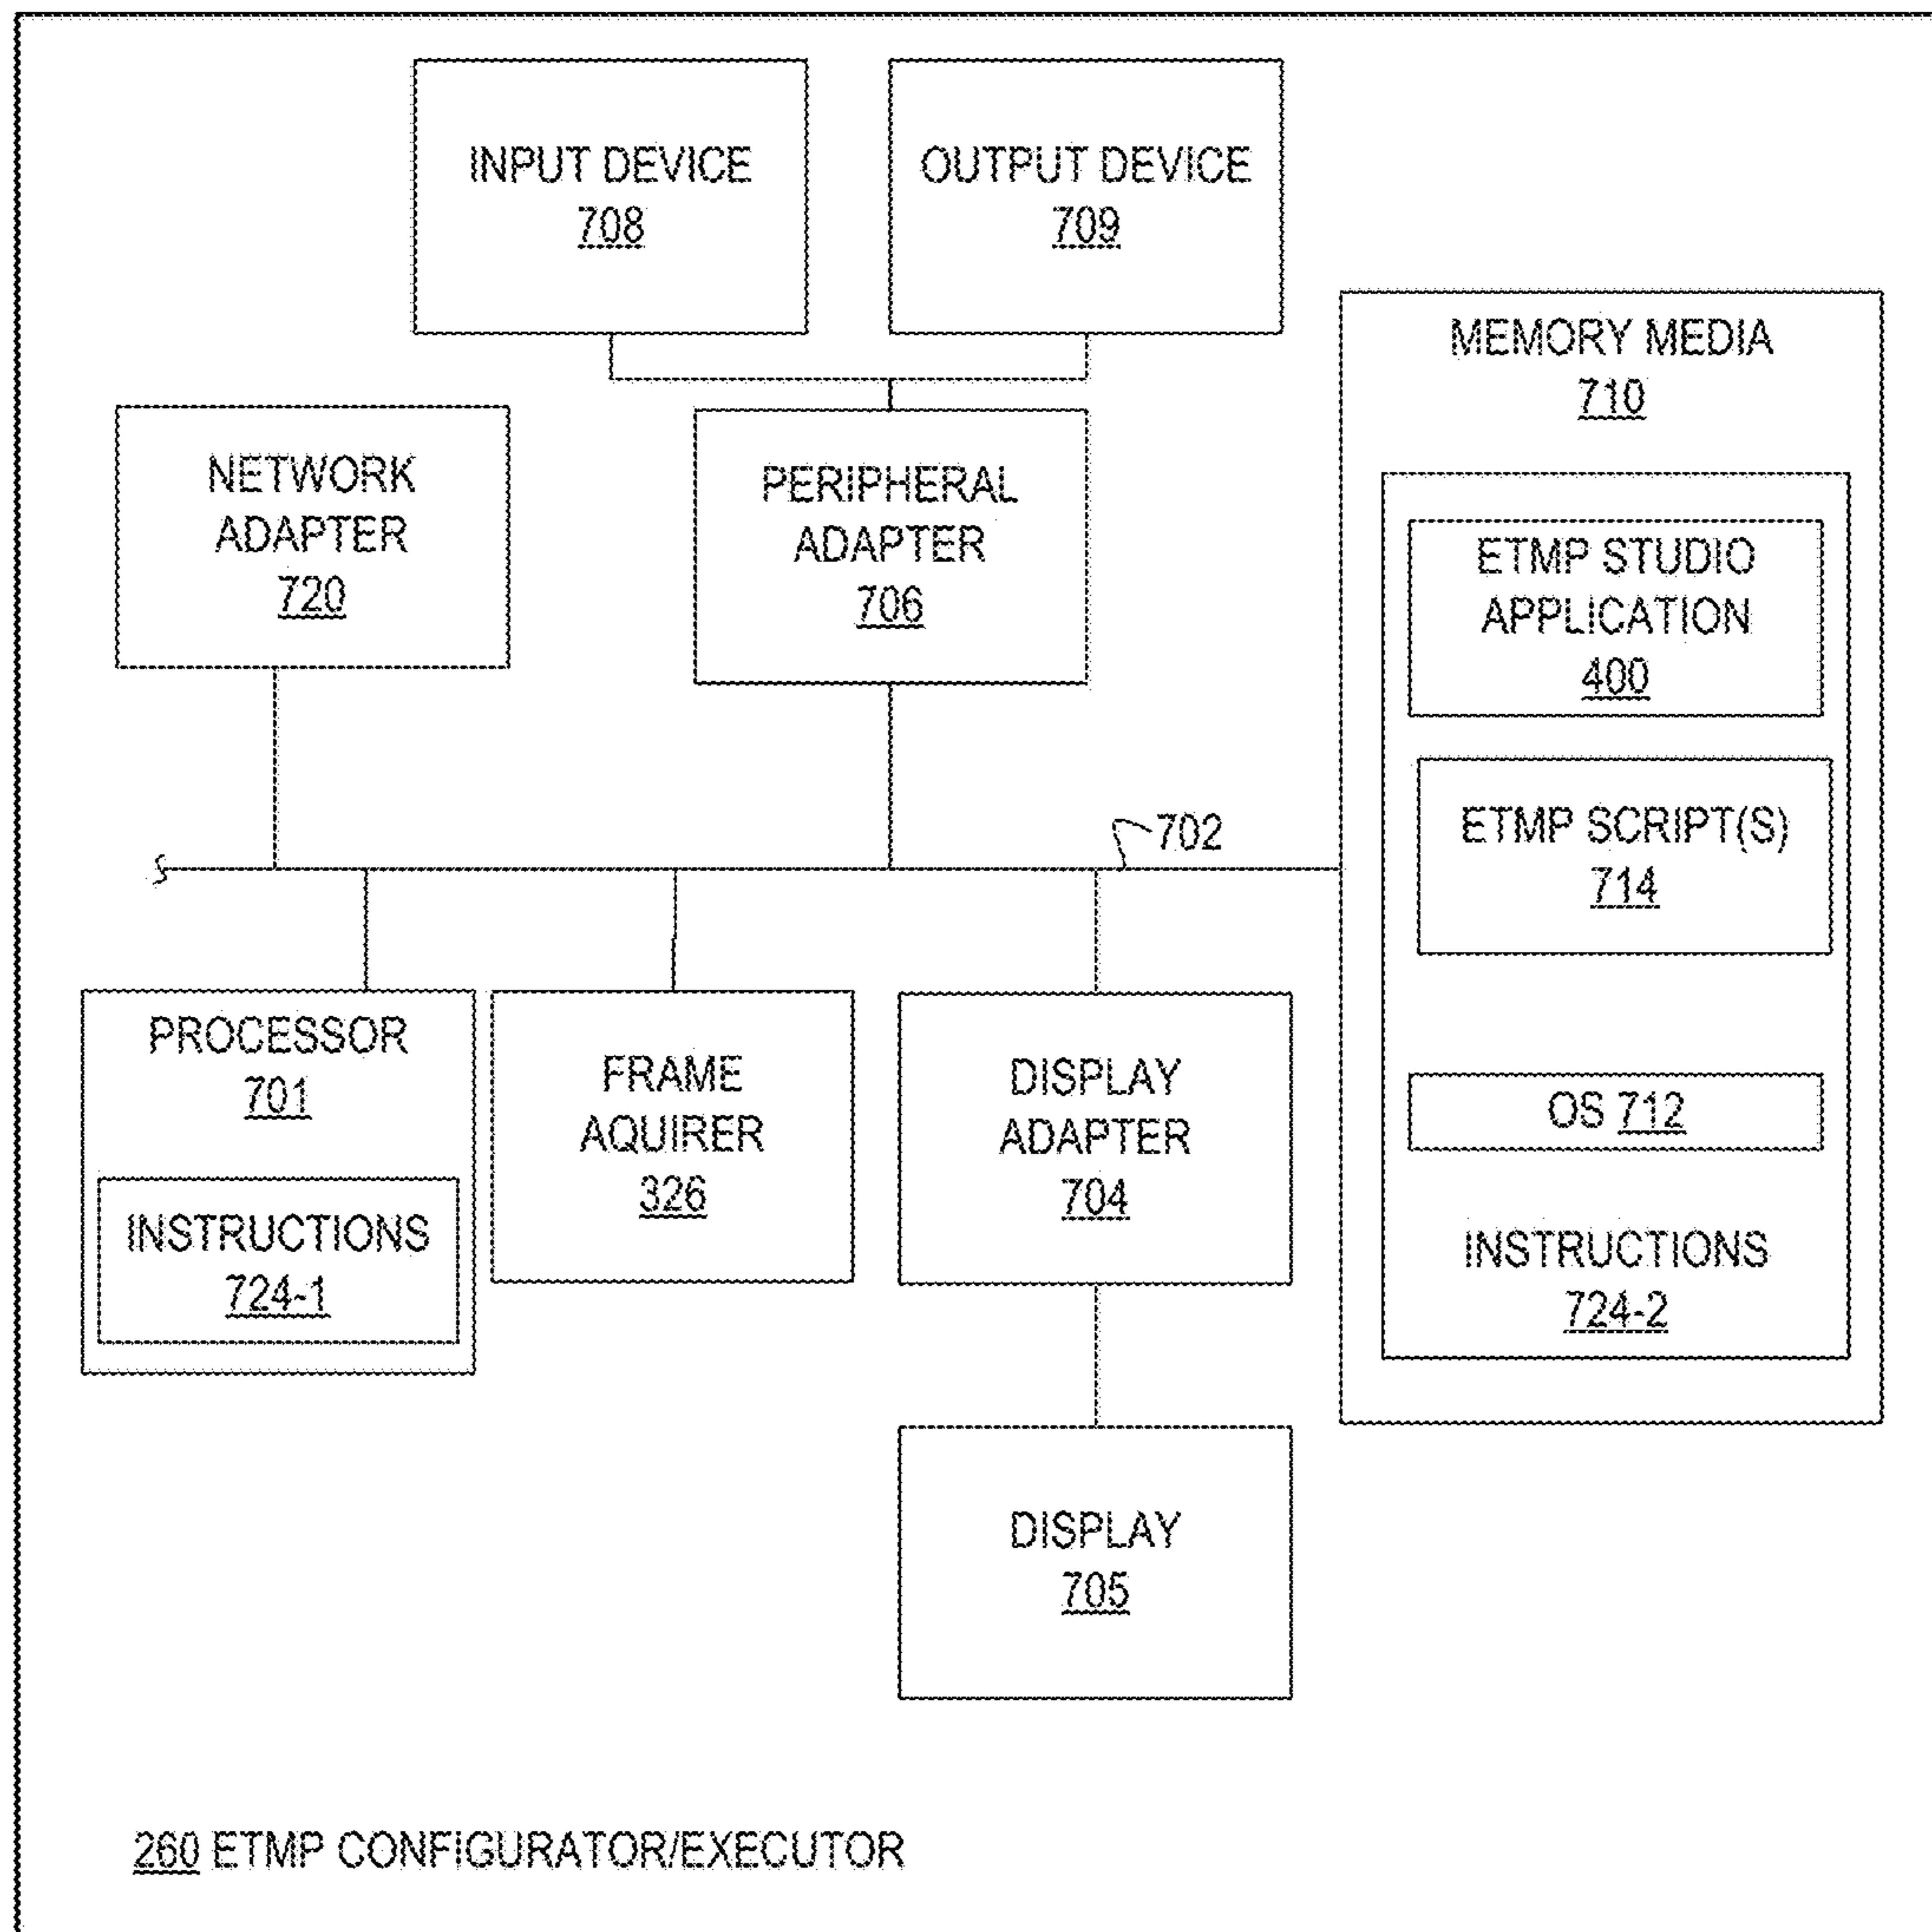 INPUT DEVICE
708
OUTPUT DEVICE
709
MEMORY MEDIA
710
NETWORK
ADAPTER
720
PERIPHERAL
ADAPTER
706
ETMP STUDIO
APPLICATION
400
ETMP SCRIPT(S)
714
702
PROCESSOR
701
INSTRUCTIONS
724-1
FRAME
AQUIRER
326
DISPLAY
ADAPTER
704
OS 712
INSTRUCTIONS
724-2
DISPLAY
705
260 ETMP CONFIGURATOR/EXECUTOR